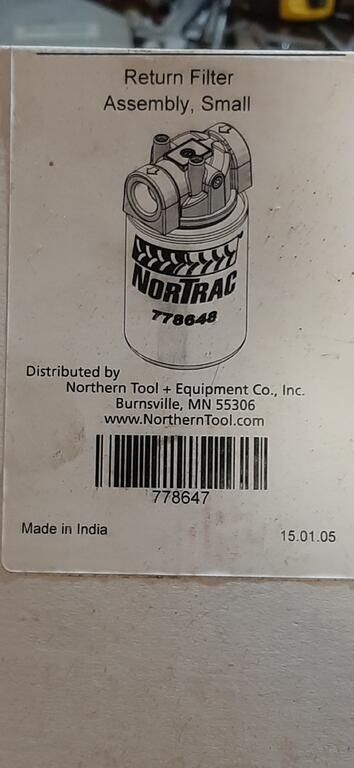 Return Filter
Assembly, Small
NORTRAC
778648
Distributed by
Northern Tool + Equipment Co., Inc.
Burnsville, MN 55306
www.NorthernTool.com
778647
Made in India
15.01.05